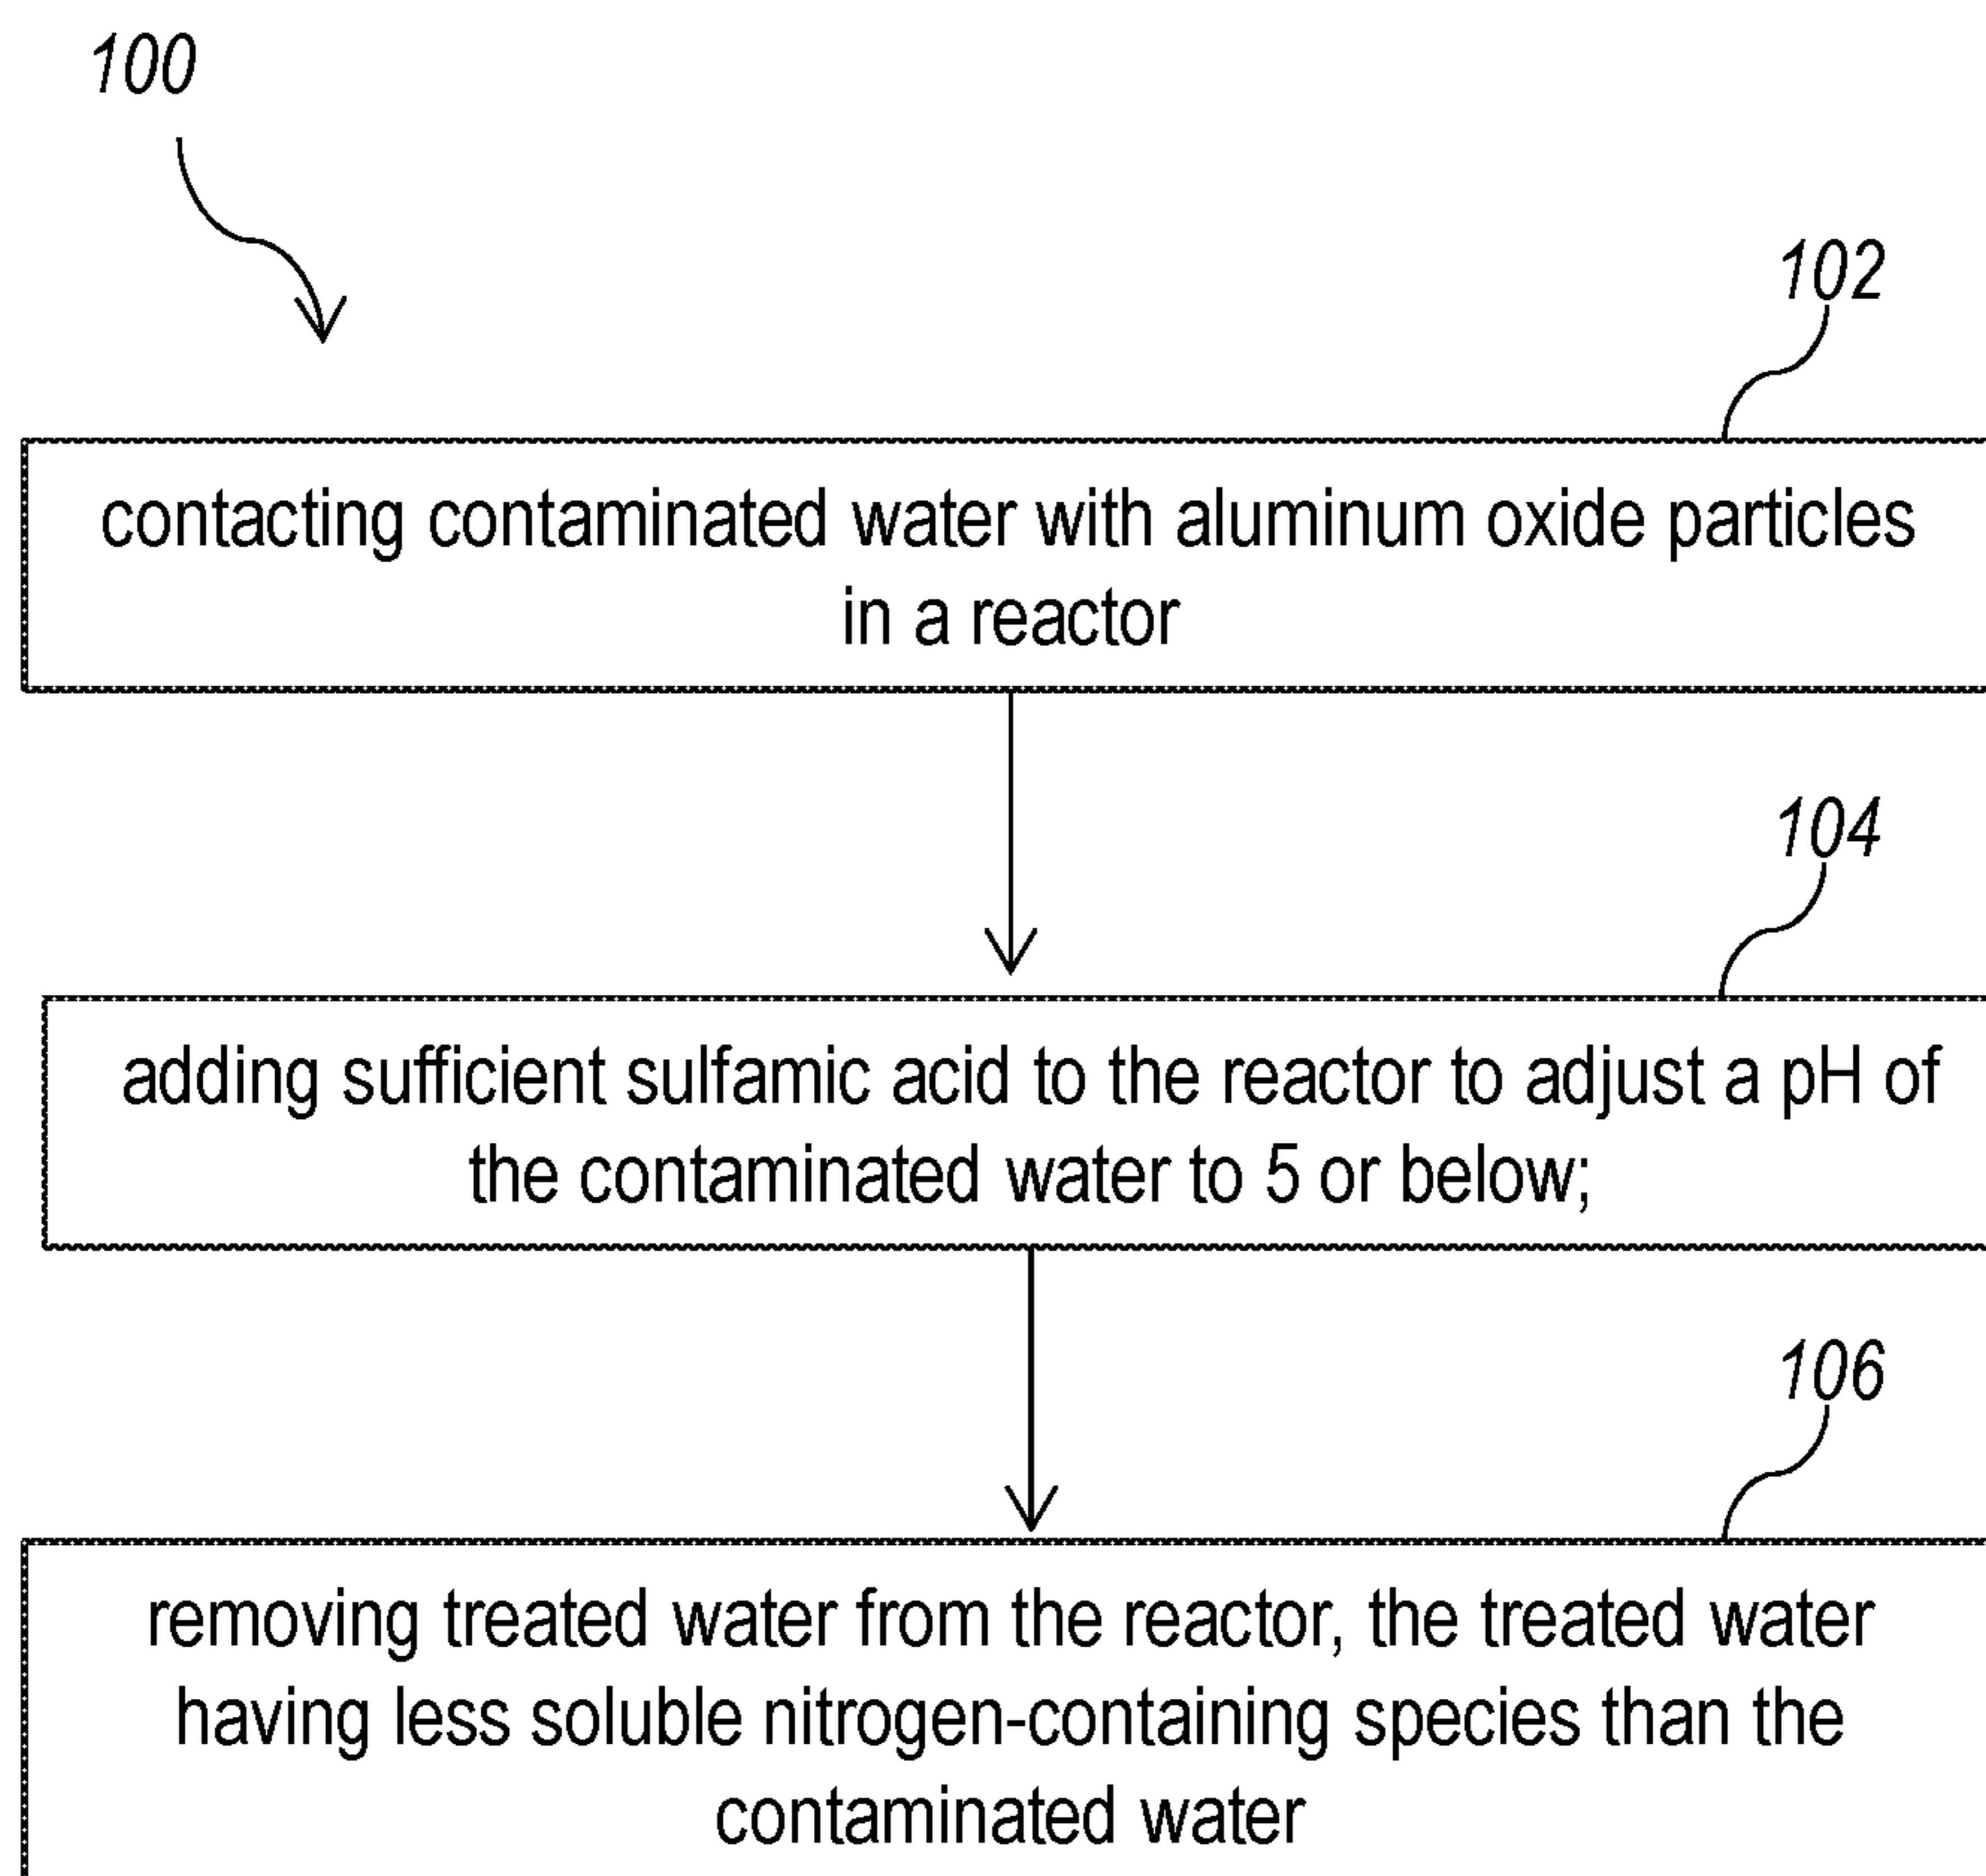 100
102
contacting contaminated water with aluminum oxide particles
in a reactor
104
adding sufficient sulfamic acid to the reactor to adjust a pH of
the contaminated water to 5 or below;
106
removing treated water from the reactor, the treated water
having less soluble nitrogen-containing species than the
contaminated water